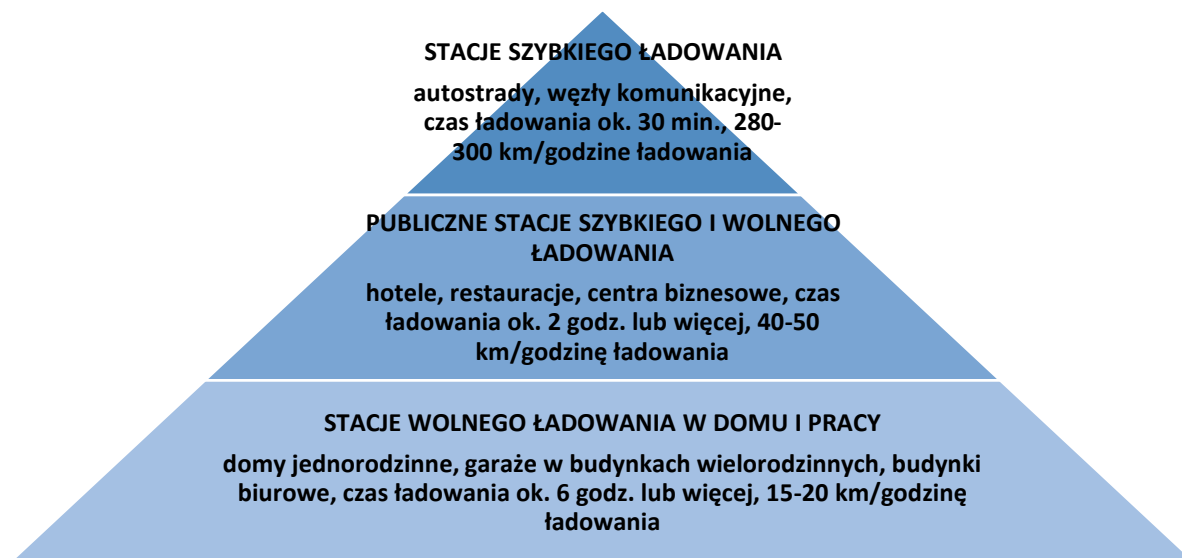 STACJE SZYBKIEGO ŁADOWANIA
autostrady, węzły komunikacyjne,
czas ładowania ok. 30 min., 280-
300 km/godzine ładowania
PUBLICZNE STACJE SZYBKIEGO I WOLNEGO
ŁADOWANIA
hotele, restauracje, centra biznesowe, czas
ładowania ok. 2 godz. lub więcej, 40-50
km/godzinę ładowania
STACJE WOLNEGO ŁADOWANIA W DOMU I PRACY
domy jednorodzinne, garaże w budynkach wielorodzinnych, budynki
biurowe, czas ładowania ok. 6 godz. lub więcej, 15-20 km/godzinę
ładowania